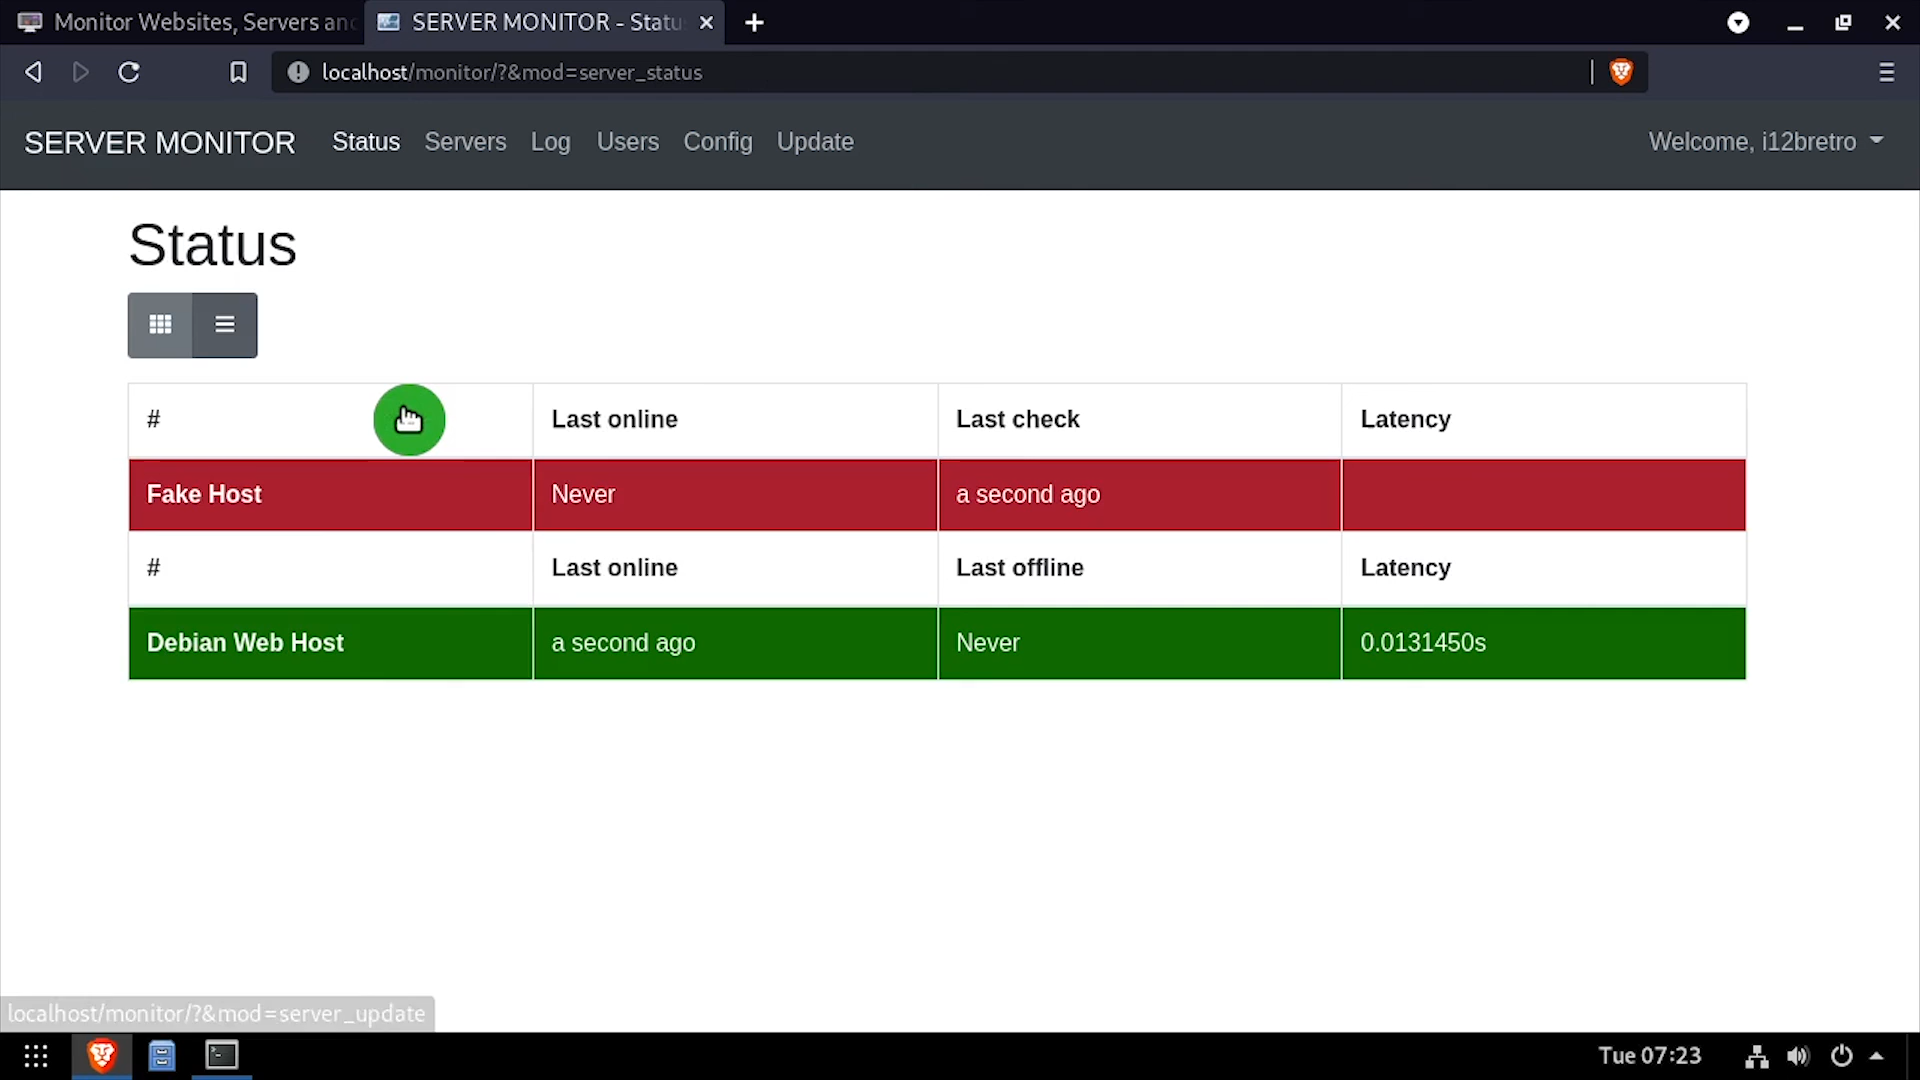 Monitor Websites, Servers an
SERVER MONITOR - Statu
localhost/monitor/?&mod=server_status
SERVER MONITOR Status Servers Log Users Config Update Welcome, i12bretro
Status
# Last online Last check Latency
Fake Host Never a second ago
# Last online Last offline Latency
Debian Web Host a second ago Never 0.0131450s
localhost/monitor/?&mod=server_update
Tue 07:23